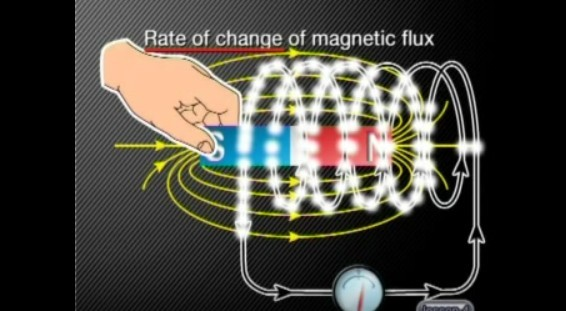 Rate of change of magnetic flux
S N